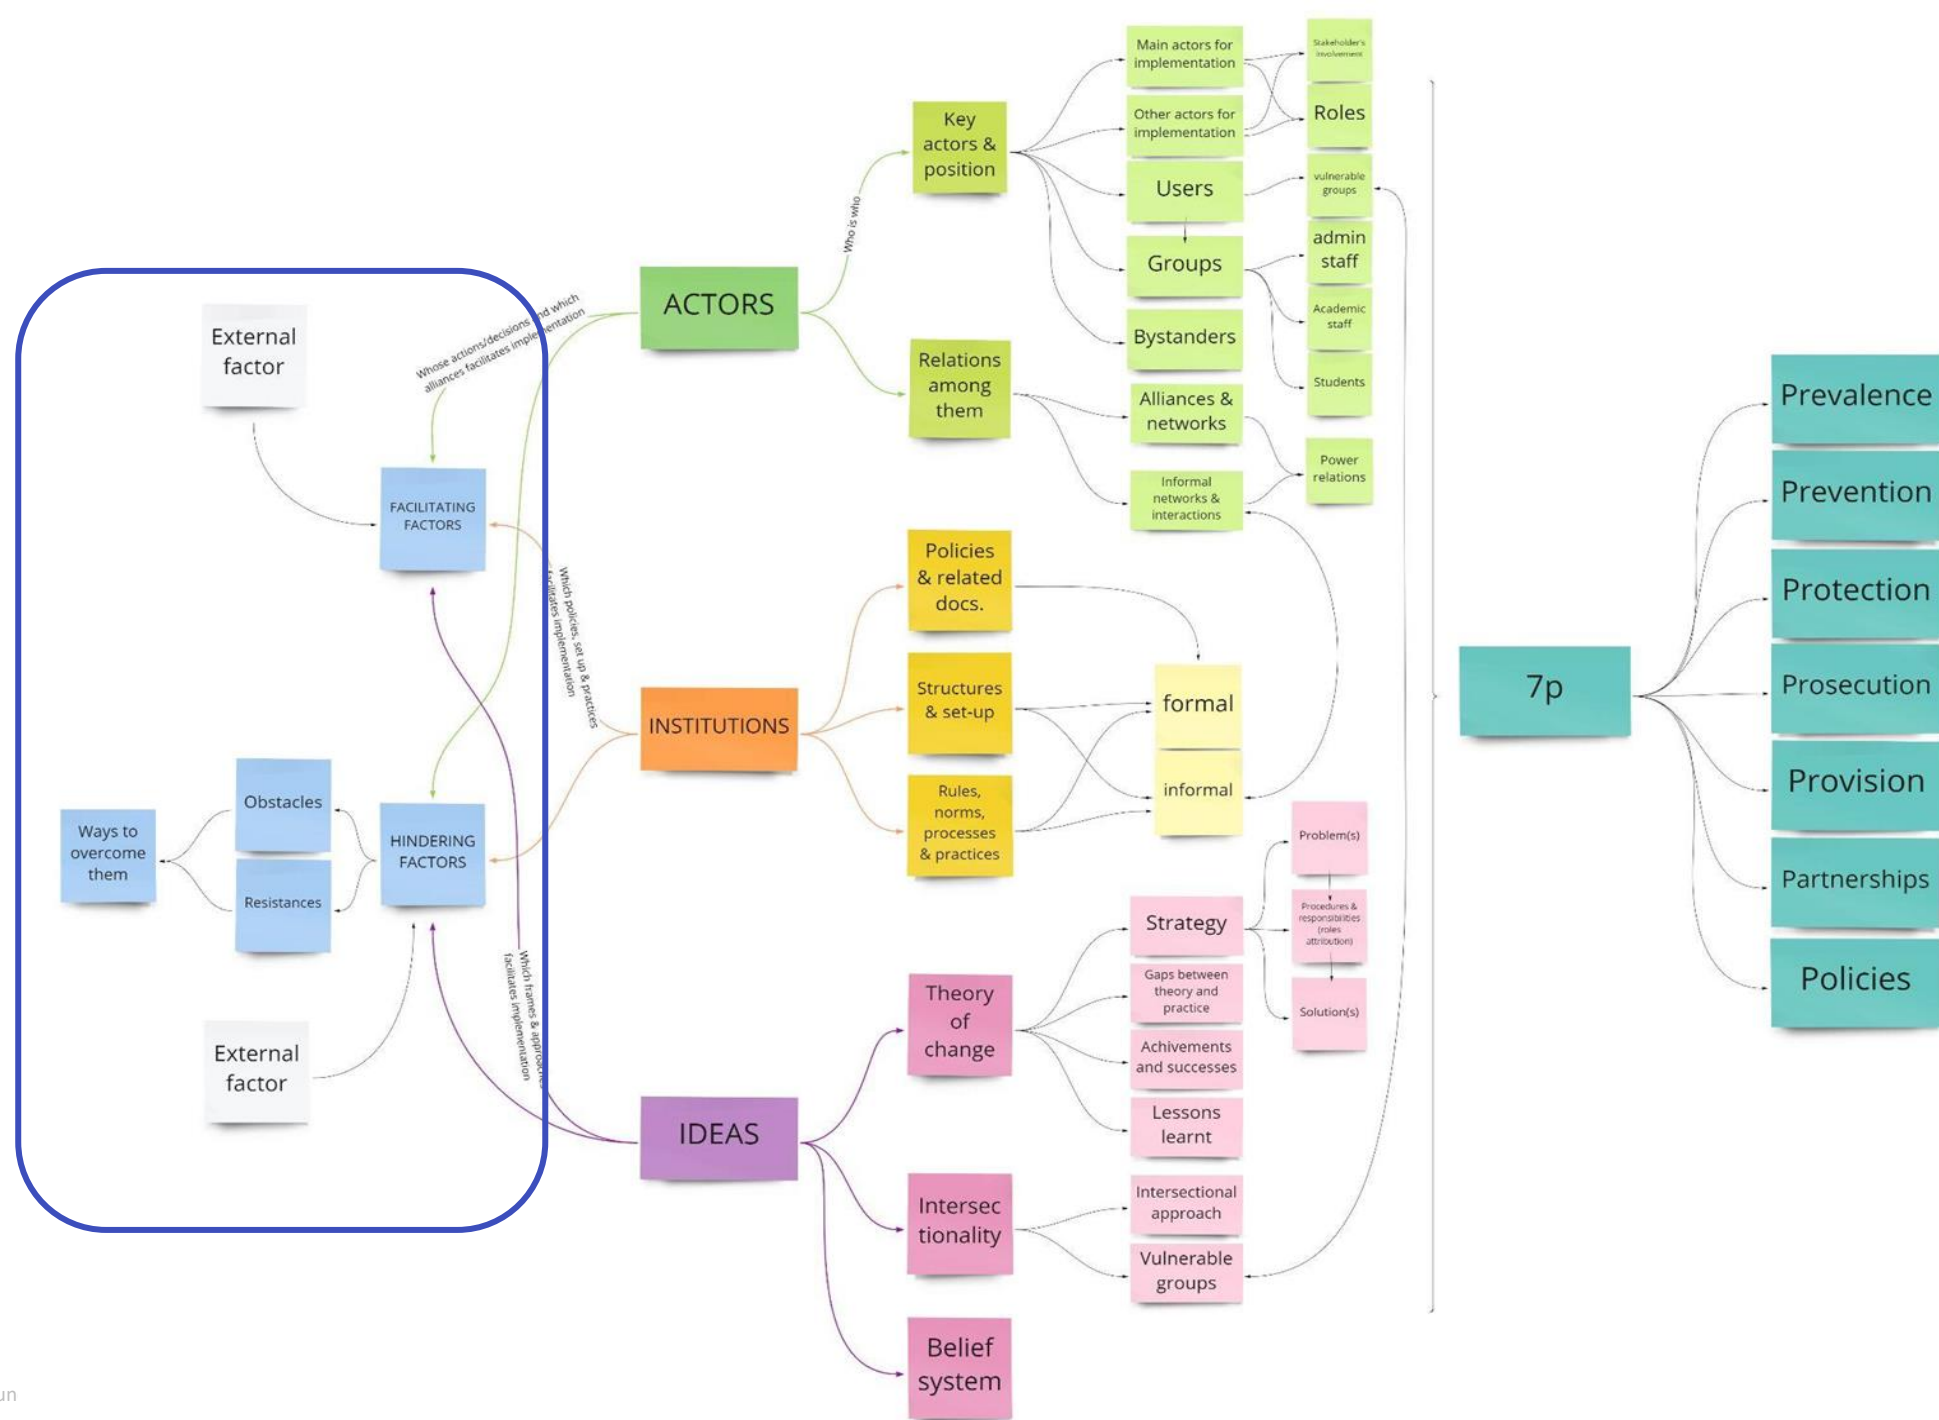 External
factor
Whose actions/decisions and which
alliances facilitates implementation
FACILITATING
FACTORS
Which policies, set up & practices
facilitates implementation
Obstacles
Ways to
overcome
them
Resistances
HINDERING
FACTORS
External
factor
Which frames & approaches
facilitates implementation
ACTORS
Who is who
Key
actors &
position
Main actors for
implementation
Other actors for
implementation
Users
Groups
Bystanders
Stakeholder's
involvement
Roles
vulnerable
groups
admin
staff
Academic
staff
Students
Relations
among
them
Alliances &
networks
Informal
networks &
interactions
Power
relations
INSTITUTIONS
Policies
& related
docs.
Structures
& set-up
Rules,
norms,
processes
& practices
formal
informal
IDEAS
Theory
of
change
Strategy
Gaps between
theory and
practice
Achivements
and successes
Lessons
learnt
Problem(s)
Procedures &
responsibilities
(roles
attribution)
Solution(s)
Intersec
tionality
Intersectional
approach
Vulnerable
groups
Belief
system
7p
Prevalence
Prevention
Protection
Prosecution
Provision
Partnerships
Policies
un